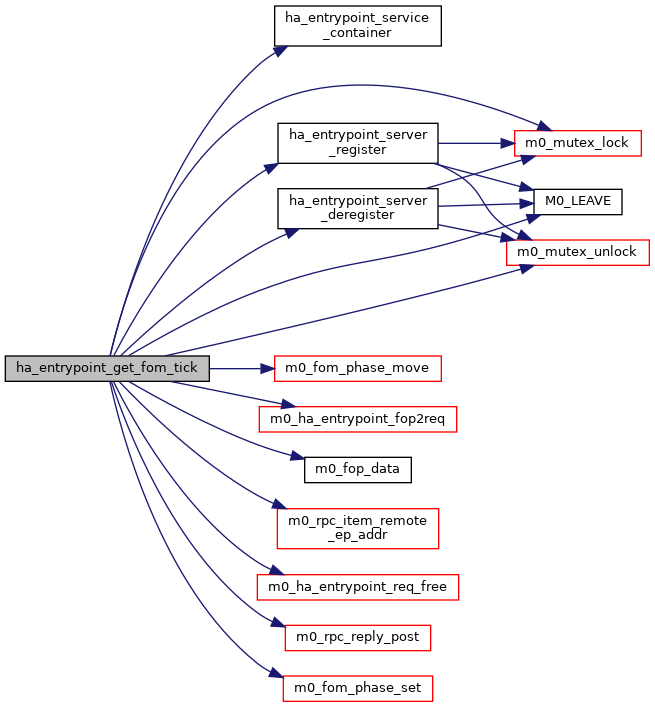 ha_entrypoint_service
_container
m0_mutex_lock
ha_entrypoint_server
_register
M0_LEAVE
ha_entrypoint_server
_deregister
m0_mutex_unlock
ha_entrypoint_get_fom_tick
m0_fom_phase_move
m0_ha_entrypoint_fop2req
m0_fop_data
m0_rpc_item_remote
_ep_addr
m0_ha_entrypoint_req_free
m0_rpc_reply_post
m0_fom_phase_set